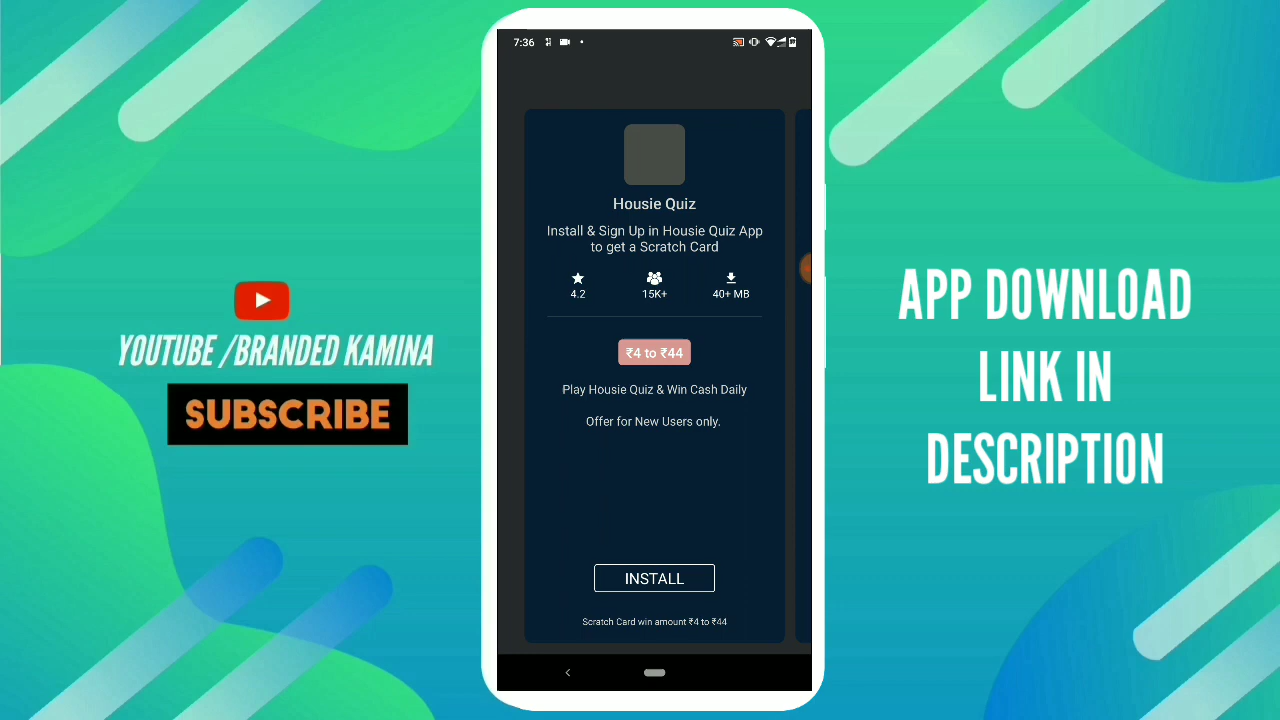 YOUTUBE /BRANDED KAMINA
SUBSCRIBE
7:36
Housie Quiz
Install & Sign Up in Housie Quiz App
to get a Scratch Card
4.2
15K+
40+ MB
₹4 to ₹44
Play Housie Quiz & Win Cash Daily
Offer for New Users only.
INSTALL
Scratch Card win amount ₹4 to ₹44
APP DOWNLOAD
LINK IN
DESCRIPTION